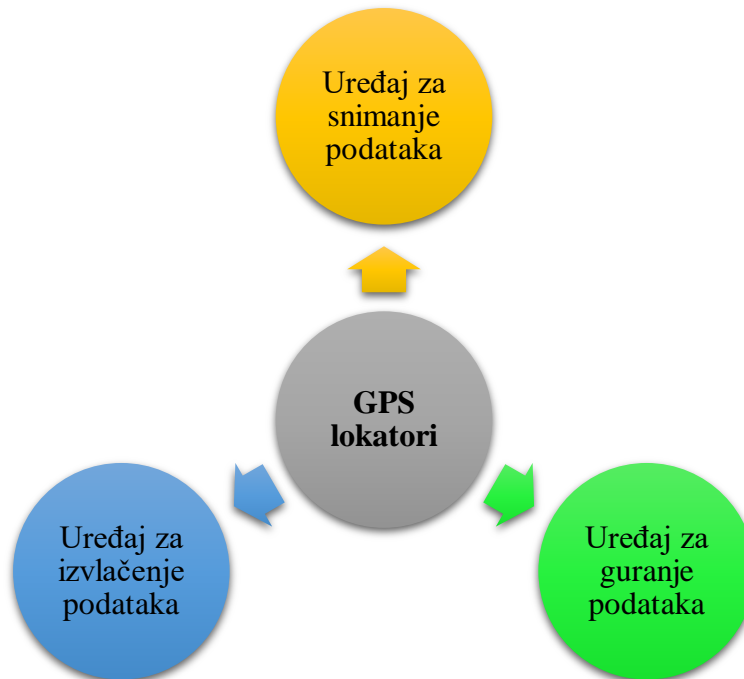 Uređaj za
snimanje
podataka
GPS
lokatori
Uređaj za
izvlačenje
podataka
Uređaj za
guranje
podataka